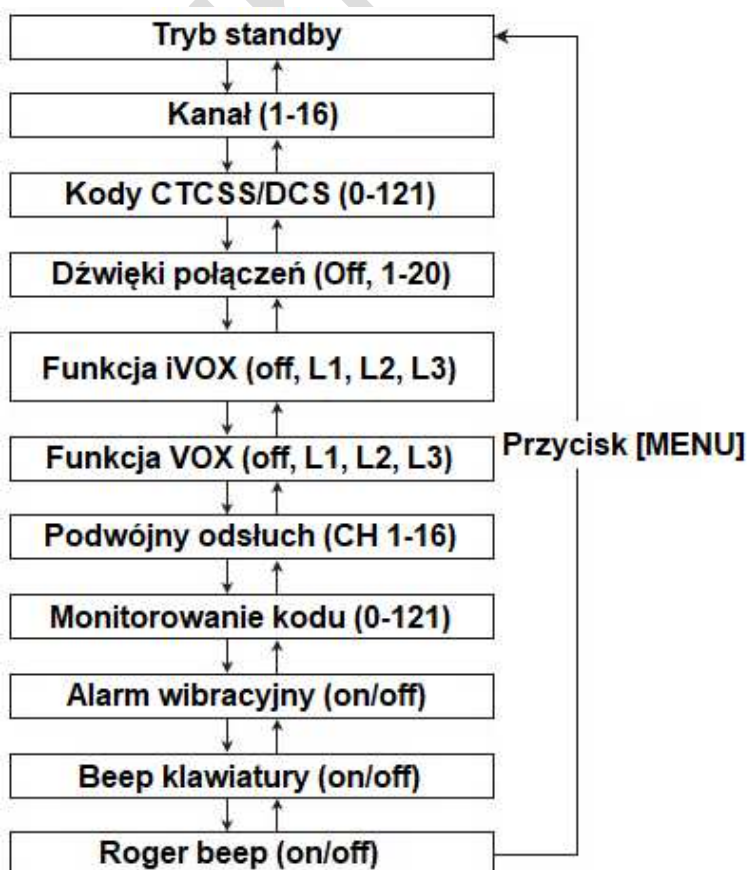 Tryb standby
Kanał (1-16)
Kody CTCSS/DCS (0-121)
Dźwięki połączeń (Off, 1-20)
Funkcja iVOX (off, L1, L2, L3)
Funkcja VOX (off, L1, L2, L3)
Przycisk [MENU]
Podwójny odsłuch (CH 1-16)
Monitorowanie kodu (0-121)
Alarm wibracyjny (on/off)
Beep klawiatury (on/off)
Roger beep (on/off)